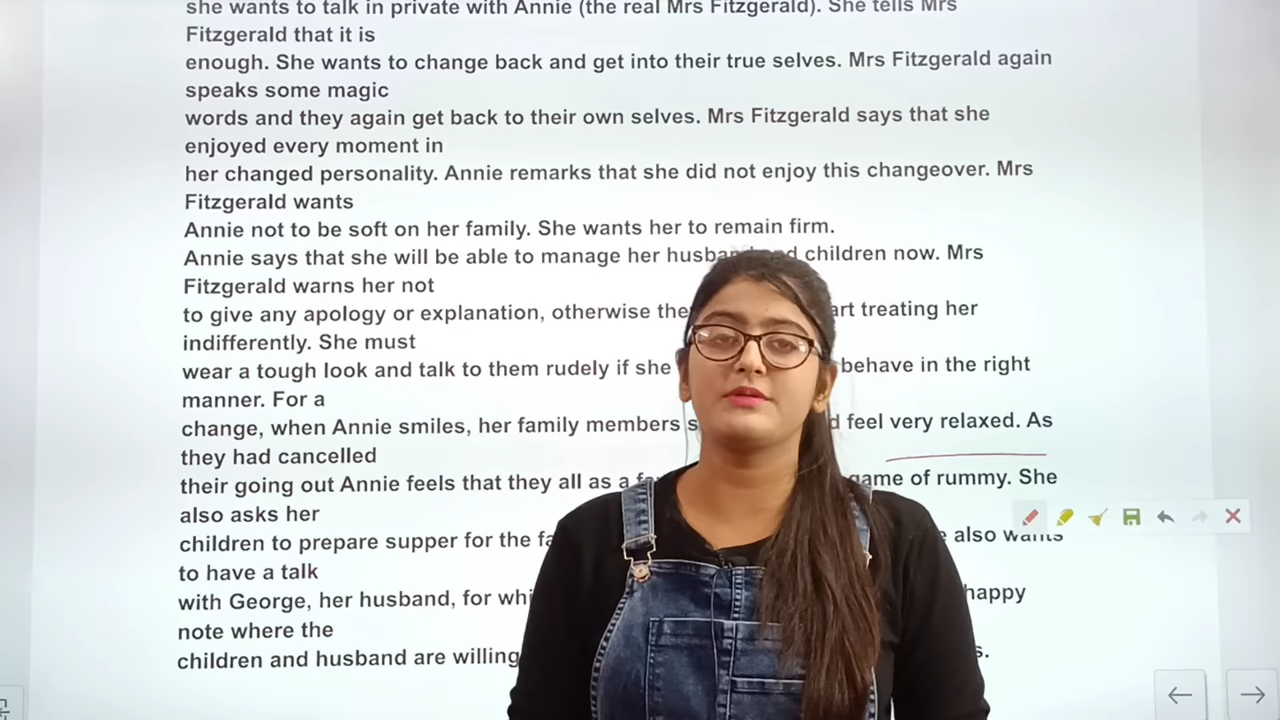 she wants to talk in private with Annie (the real Mrs Fitzgerald). She tells Mrs
Fitzgerald that it is
enough. She wants to change back and get into their true selves. Mrs Fitzgerald again
speaks some magic
words and they again get back to their own selves. Mrs Fitzgerald says that she
enjoyed every moment in
her changed personality. Annie remarks that she did not enjoy this changeover. Mrs
Fitzgerald wants
Annie not to be soft on her family. She wants her to remain firm.
Annie says that she will be able to manage her children now. Mrs
Fitzgerald warns her not
to give any apology or explanation, otherwise treating her
indifferently. She must
wear a tough look and talk to them rudely if she behave in the right
manner. For a
change, when Annie smiles, her family members feel very relaxed. As
they had cancelled
their going out Annie feels that they all as a game of rummy. She
also asks her
children to prepare supper for the also wants
to have a talk
with George, her husband, for happy
note where the
children and husband are willing